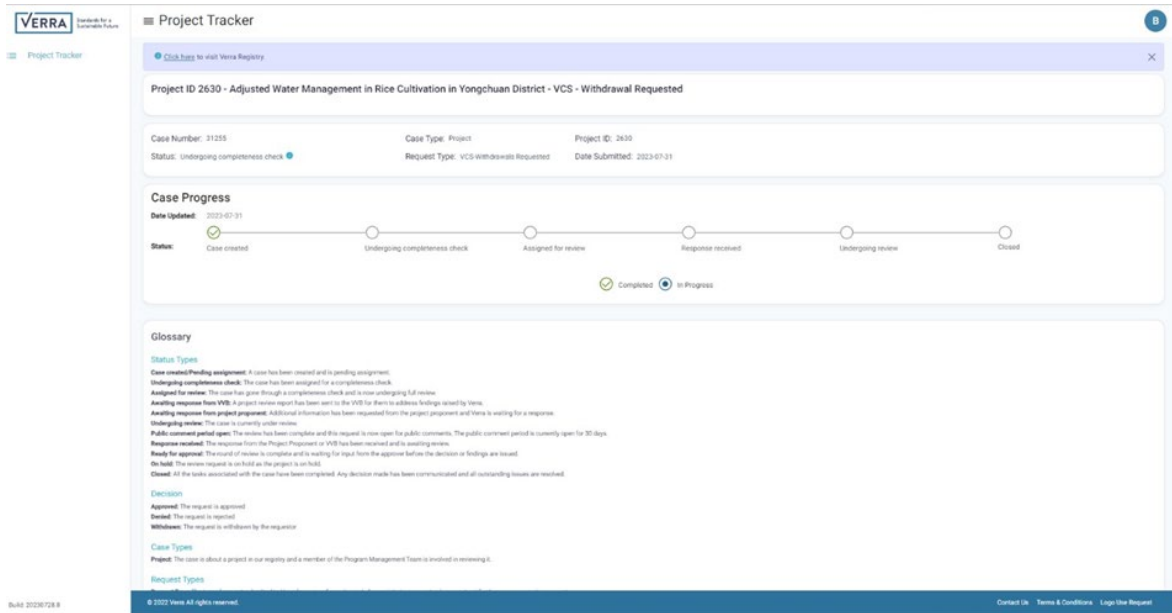 VERRA Standards for a Sustainable Future
Project Tracker
B
Project Tracker
Click here to visit Verra Registry
Project ID 2630 - Adjusted Water Management in Rice Cultivation in Yongchuan District - VCS - Withdrawal Requested
Case Number: 31255 Case Type: Project Project ID: 2630
Status: Undergoing completeness check Request Type: VCS Withdrawals Requested Date Submitted: 2023-07-31
Case Progress
Date Updated: 2023-07-31
Status: Case created Undergoing completeness check Assigned for review Response received Undergoing review Closed
Completed In Progress
Glossary
Status Types
Case created/Pending assignment: A case has been created and is pending assignment.
Undergoing completeness check: The case has been assigned for a completeness check.
Assigned for review: The case has gone through a completeness check and is now undergoing full review.
Awaiting response from VVB: A project review report has been sent to the VVB for them to address findings raised by Verra.
Awaiting response from project proponent: Additional information has been requested from the project proponent and Verra is waiting for a response.
Undergoing review: The case is currently under review.
Public comment period open: The review has been complete and this request is now open for public comments. The public comment period is currently open for 30 days.
Response received: The response from the Project Proponent or VVB has been received and is awaiting review.
Ready for approval: The round of review is complete and is waiting for input from the approver before the decision or findings are issued.
On hold: The review request is on hold as the project is on hold.
Closed: All the tasks associated with the case have been completed. Any decision made has been communicated and all outstanding issues are resolved.
Decision
Approved: The request is approved
Denied: The request is rejected
Withdrawn: The request is withdrawn by the requestor
Case Types
Project: The case is about a project in our registry and a member of the Program Management Team is involved in reviewing it.
Request Types
Build: 20230728.8
© 2022 Verra All rights reserved.
Contact Us Terms & Conditions Logo Use Request